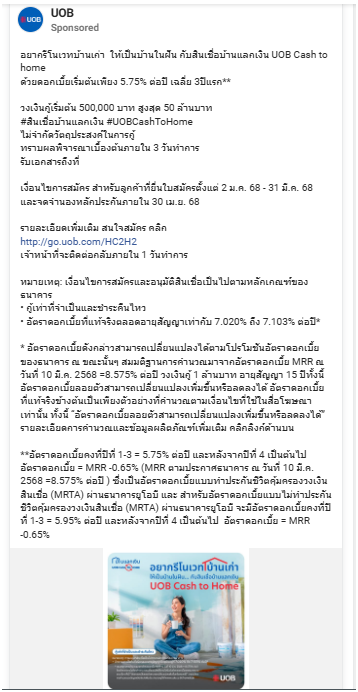 UOB
UOB
Sponsored
อยากรีโนเวทบ้านเก่า ให้เป็นบ้านในฝัน กับสินเชื่อบ้านแลกเงิน UOB Cash to
home
ด้วยดอกเบี้ยเริ่มต้นเพียง 5.75% ต่อปี เฉลี่ย 3ปีแรก**
วงเงินกู้เริ่มต้น 500,000 บาท สูงสุด 50 ล้านบาท
#สินเชื่อบ้านแลกเงิน #UOBCashToHome
ไม่จำกัดวัตถุประสงค์ในการกู้
ทราบผลพิจารณาเบื้องต้นภายใน 3 วันทำการ
รับเอกสารถึงที่
เงื่อนไขการสมัคร สำหรับลูกค้าที่ยื่นใบสมัครตั้งแต่ 2 ม.ค. 68 - 31 มี.ค. 68
และจดจำนองหลักประกันภายใน 30 เม.ย. 68
รายละเอียดเพิ่มเติม สนใจสมัคร คลิก
http://go.uob.com/HC2H2
เจ้าหน้าที่จะติดต่อกลับภายใน 1 วันทำการ
หมายเหตุ: เงื่อนไขการสมัครและอนุมัติสินเชื่อเป็นไปตามหลักเกณฑ์ของ
ธนาคาร
• กู้เท่าที่จำเป็นและชำระคืนไหว
• อัตราดอกเบี้ยที่แท้จริงตลอดอายุสัญญาเท่ากับ 7.020% ถึง 7.103% ต่อปี*
* อัตราดอกเบี้ยดังกล่าวสามารถเปลี่ยนแปลงได้ตามโปรโมชันอัตราดอกเบี้ย
ของธนาคาร ณ ขณะนั้นๆ สมมติฐานการคำนวณมาจากอัตราดอกเบี้ย MRR ณ
วันที่ 10 มี.ค. 2568 =8.575% ต่อปี วงเงินกู้ 1 ล้านบาท อายุสัญญา 15 ปีทั้งนี้
อัตราดอกเบี้ยลอยตัวสามารถเปลี่ยนแปลงเพิ่มขึ้นหรือลดลงได้ อัตราดอกเบี้ย
ที่แท้จริงข้างต้นเป็นเพียงตัวอย่างที่คำนวณตามเงื่อนไขที่ใช้ในสื่อโฆษณา
เท่านั้น ทั้งนี้ "อัตราดอกเบี้ยลอยตัวสามารถเปลี่ยนแปลงเพิ่มขึ้นหรือลดลงได้"
รายละเอียดการคำนวณและข้อมูลผลิตภัณฑ์เพิ่มเติม คลิกลิงก์ด้านบน
**อัตราดอกเบี้ยคงที่ปีที่ 1-3 = 5.75% ต่อปี และหลังจากปีที่ 4 เป็นต้นไป
อัตราดอกเบี้ย = MRR -0.65% (MRR ตามประกาศธนาคาร ณ วันที่ 10 มี.ค.
2568 =8.575% ต่อปี ) ซึ่งเป็นอัตราดอกเบี้ยแบบทำประกันชีวิตคุ้มครองวงเงิน
สินเชื่อ (MRTA) ผ่านธนาคารยูโอบี และ สำหรับอัตราดอกเบี้ยแบบไม่ทำประกัน
ชีวิตคุ้มครองวงเงินสินเชื่อ (MRTA) ผ่านธนาคารยูโอบี จะมีอัตราดอกเบี้ยคงที่ปี
ที่ 1-3 = 5.95% ต่อปี และหลังจากปีที่ 4 เป็นต้นไป อัตราดอกเบี้ย = MRR
-0.65%
อยากรีโนเวทบ้านเก่า
ให้เป็นบ้านในฝัน กับสินเชื่อบ้านแลกเงิน
UOB Cash to Home
UOB